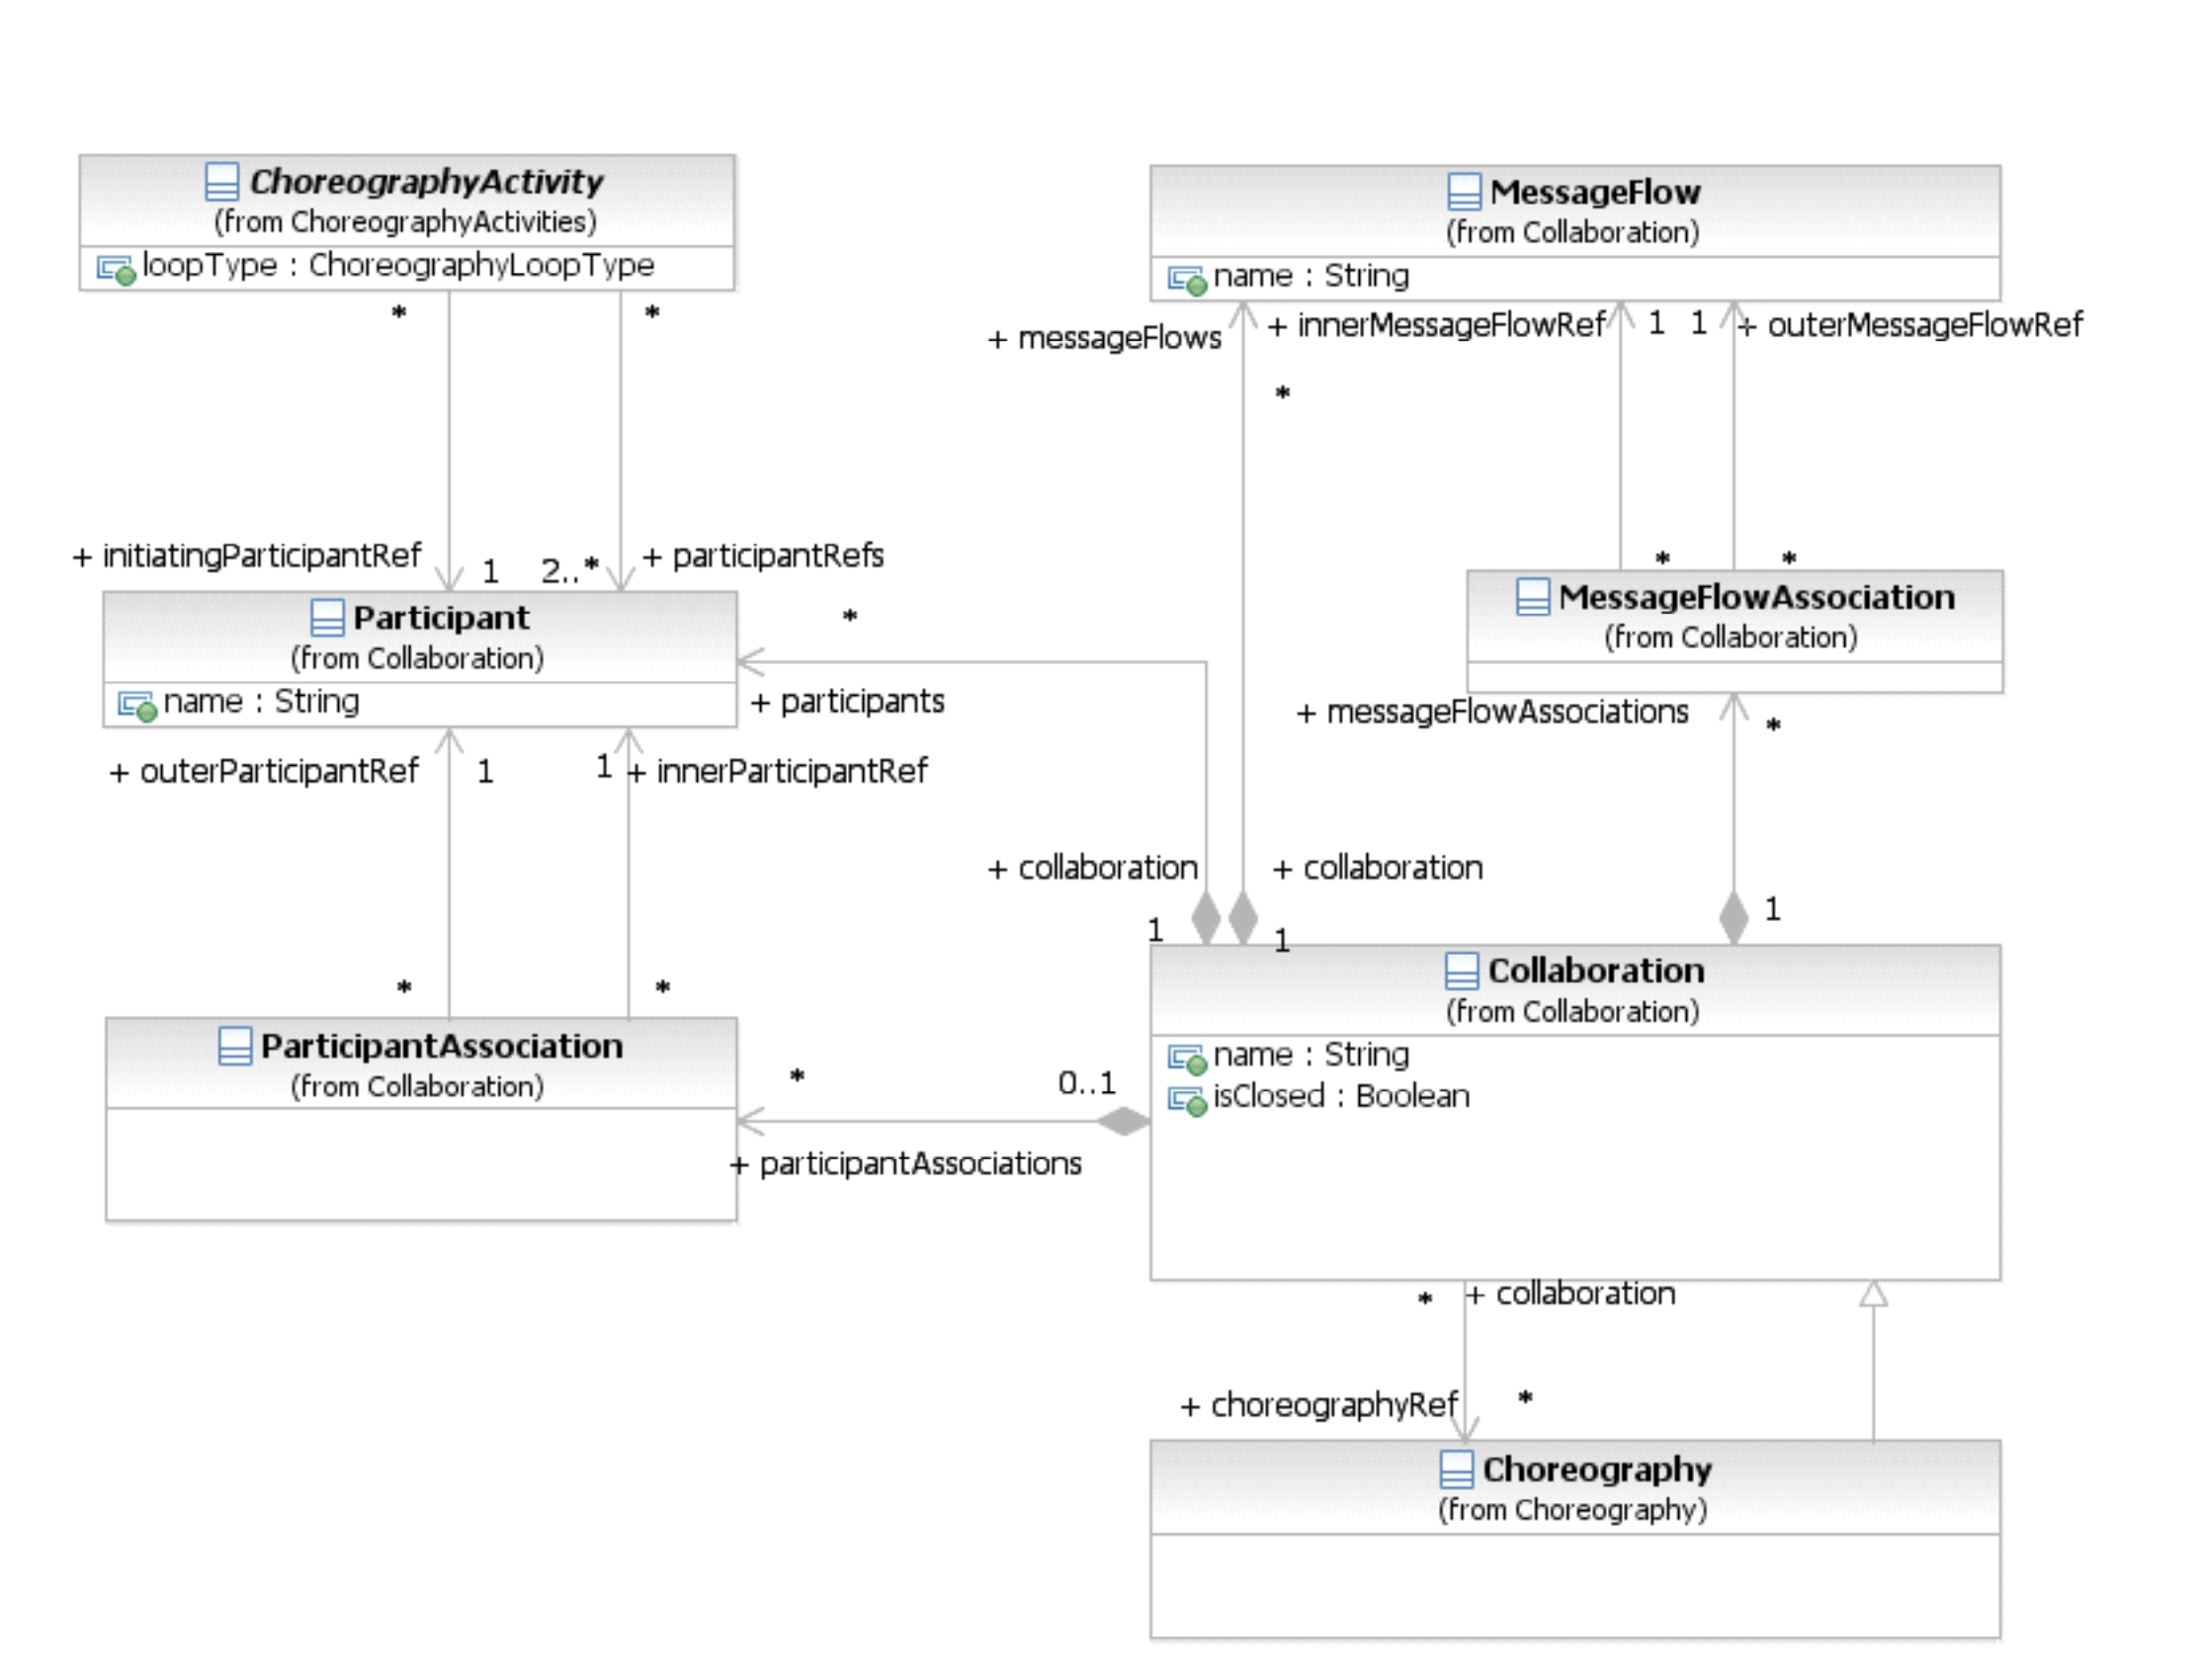 ChoreographyActivity
(from ChoreographyActivities)
loopType : ChoreographyLoopType
*
*
+ initiatingParticipantRef
1
2..*
+ participantRefs
Participant
(from Collaboration)
name : String
*
+ participants
+ outerParticipantRef
1
1
+ innerParticipantRef
*
*
ParticipantAssociation
(from Collaboration)
*
0..1
+ participantAssociations
MessageFlow
(from Collaboration)
name : String
+ messageFlows
*
+ innerMessageFlowRef
1
1
+ outerMessageFlowRef
*
*
MessageFlowAssociation
(from Collaboration)
+ messageFlowAssociations
*
+ collaboration
1
+ collaboration
1
1
Collaboration
(from Collaboration)
name : String
isClosed : Boolean
*
+ collaboration
+ choreographyRef
*
Choreography
(from Choreography)